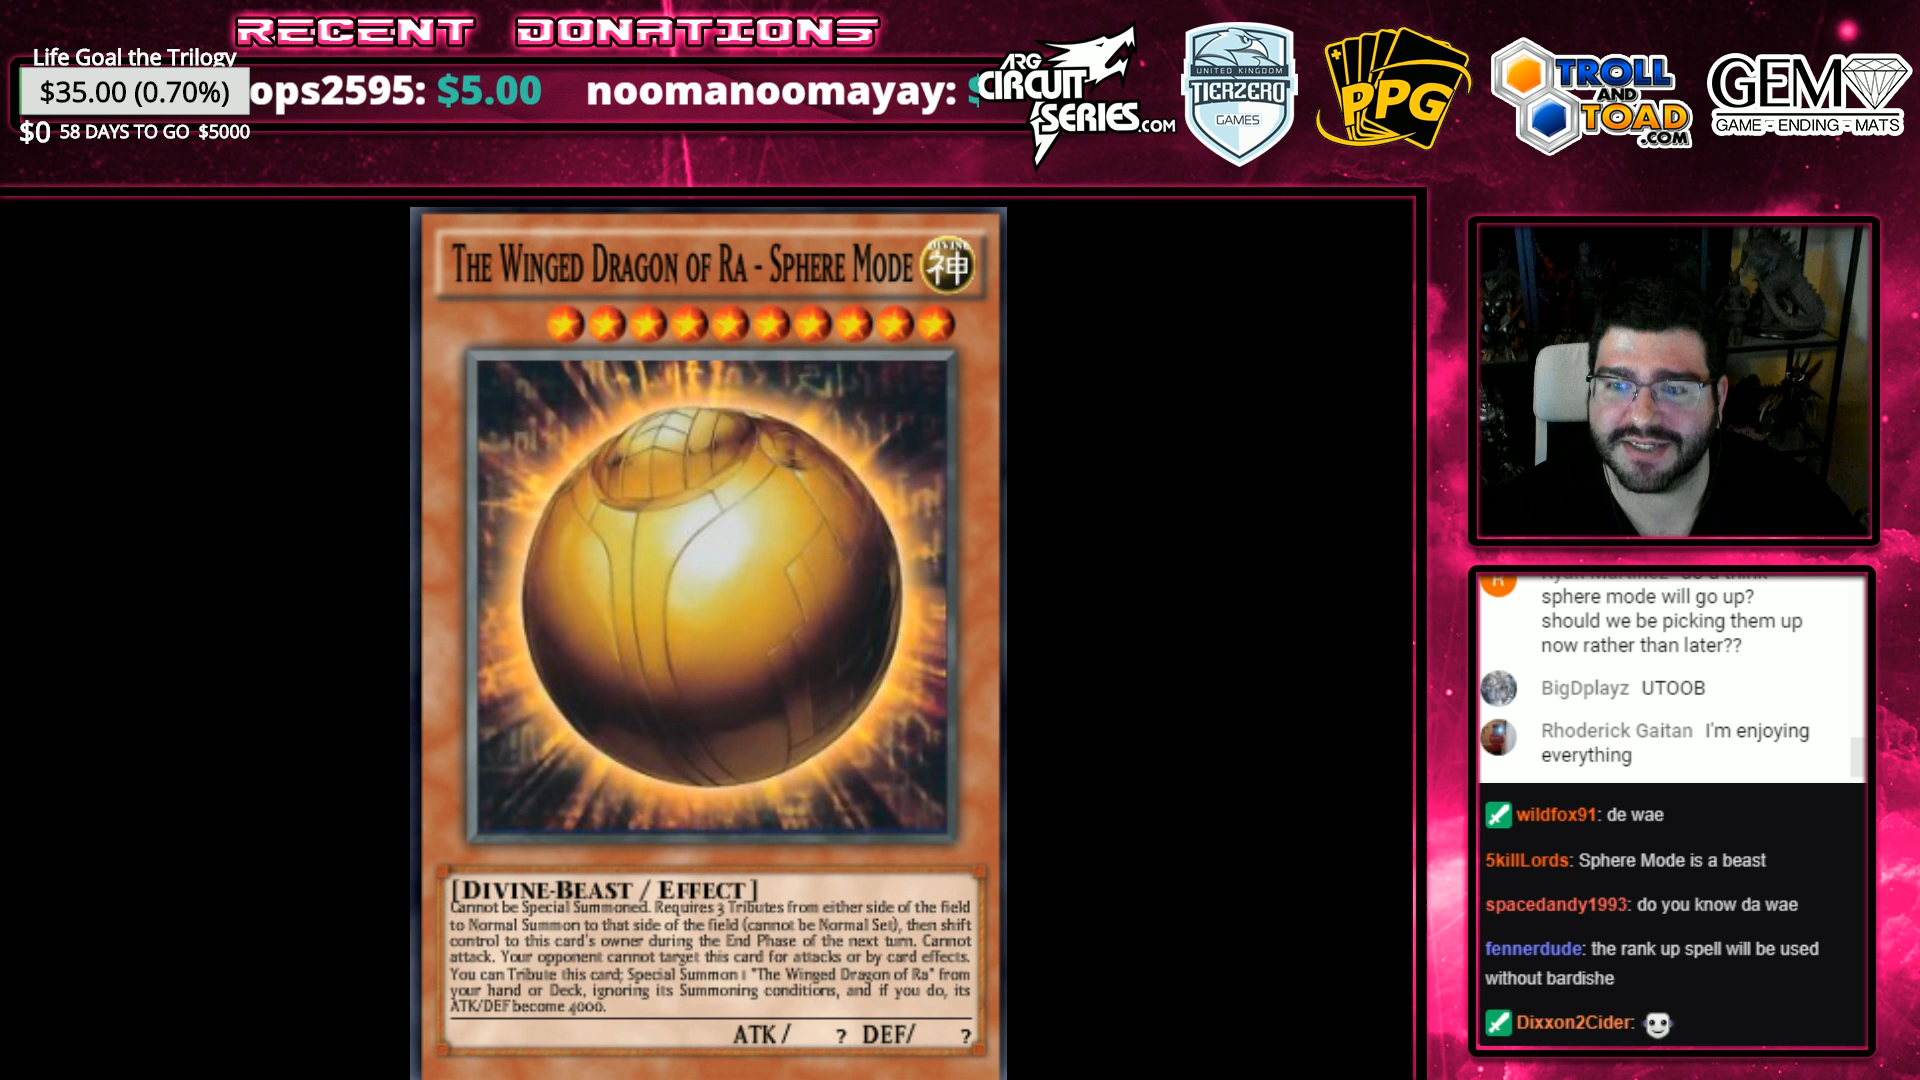 RECENT DONATIONS
Life Goal the Trilogy
$35.00 (0.70%)
ops2595: $5.00 noomanoomayay: $
$0 58 DAYS TO GO $5000
ARG
CIRCUIT
SERIES.COM
UNITED KINGDOM
TIERZERO
GAMES
PPG
TROLL
AND
TOAD
.COM
GEM
GAME - ENDING - MATS
THE WINGED DRAGON OF RA - SPHERE MODE
DIVINE
神
[DIVINE-BEAST / EFFECT]
Cannot be Special Summoned. Requires 3 Tributes from either side of the field
to Normal Summon to that side of the field (cannot be Normal Set), then shift
control to this card's owner during the End Phase of the next turn. Cannot
attack. Your opponent cannot target this card for attacks or by card effects.
You can Tribute this card; Special Summon 1 "The Winged Dragon of Ra" from
your hand or Deck, ignoring its Summoning conditions, and if you do, its
ATK/DEF become 4000.
ATK/ ? DEF/ ?
R
sphere mode will go up?
should we be picking them up
now rather than later??
BigDplayz UTOOB
Rhoderick Gaitan I'm enjoying
everything
wildfox91: de wae
5killLords: Sphere Mode is a beast
spacedandy1993: do you know da wae
fennerdude: the rank up spell will be used
without bardishe
Dixxon2Cider: